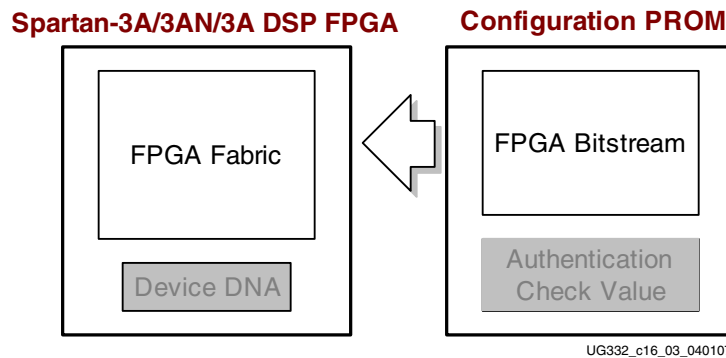 Spartan-3A/3AN/3A DSP FPGA
Configuration PROM
FPGA Fabric
Device DNA
FPGA Bitstream
Authentication
Check Value
UG332_c16_03_040107